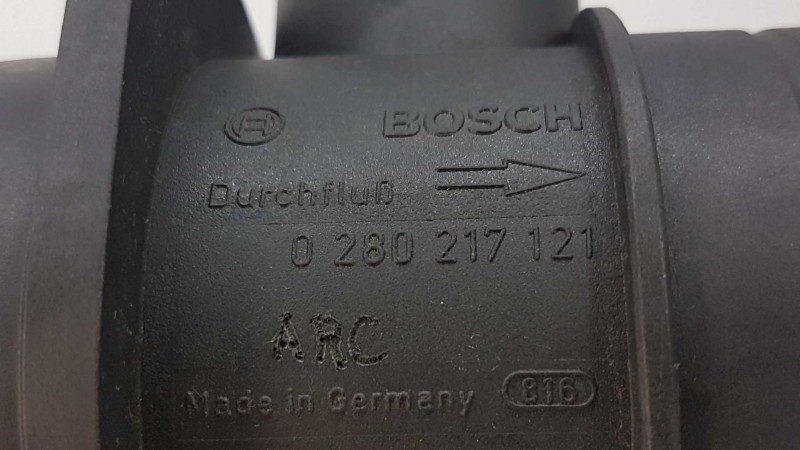 BOSCH
Durchfluß
0 280 217 121
ARC
Made in Germany 816